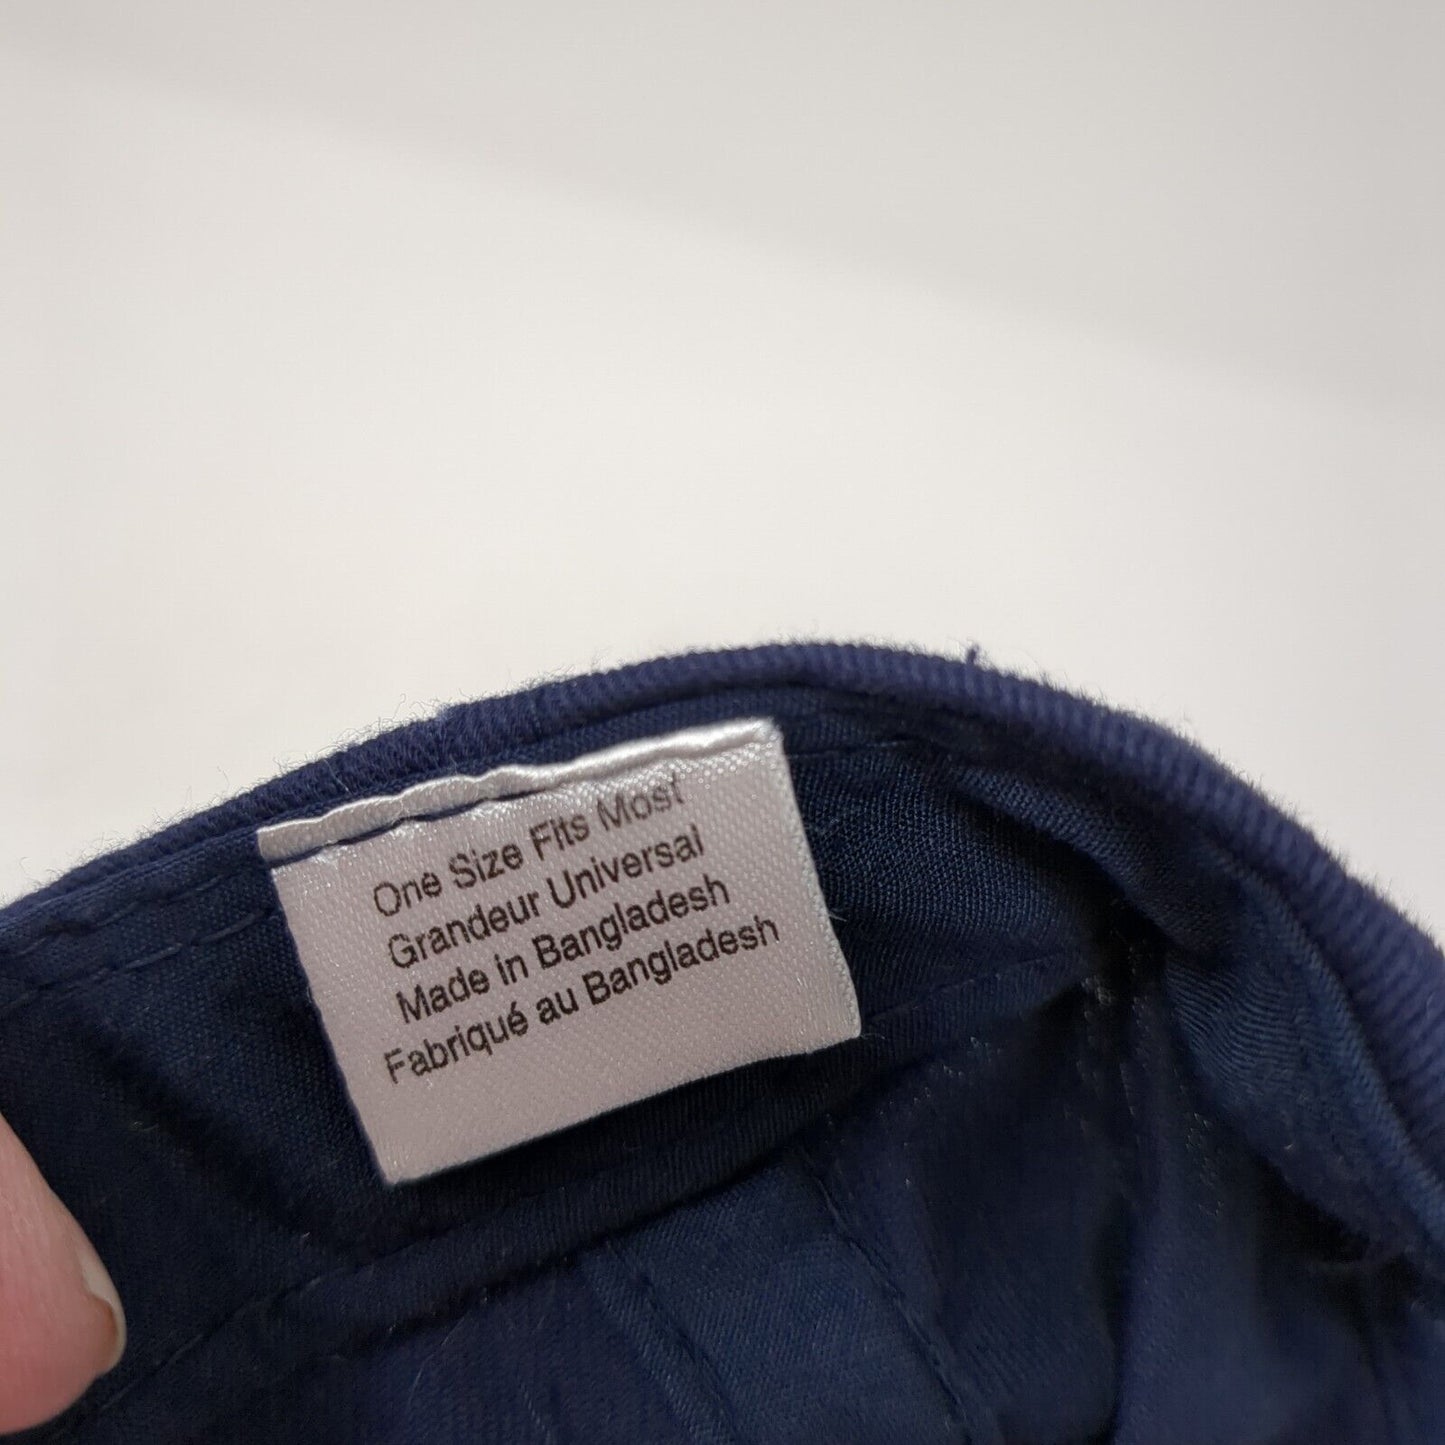 One Size Fits Most
Grandeur Universal
Made in Bangladesh
Fabriqué au Bangladesh